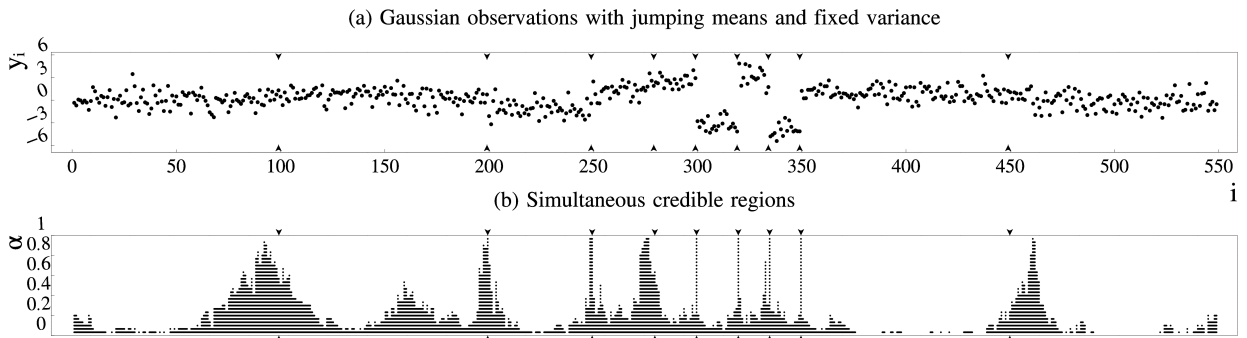 (a) Gaussian observations with jumping means and fixed variance
yi
6
3
0
−3
−6
0 50 100 150 200 250 300 350 400 450 500 550
i
(b) Simultaneous credible regions
α
1
0.8
0.6
0.4
0.2
0